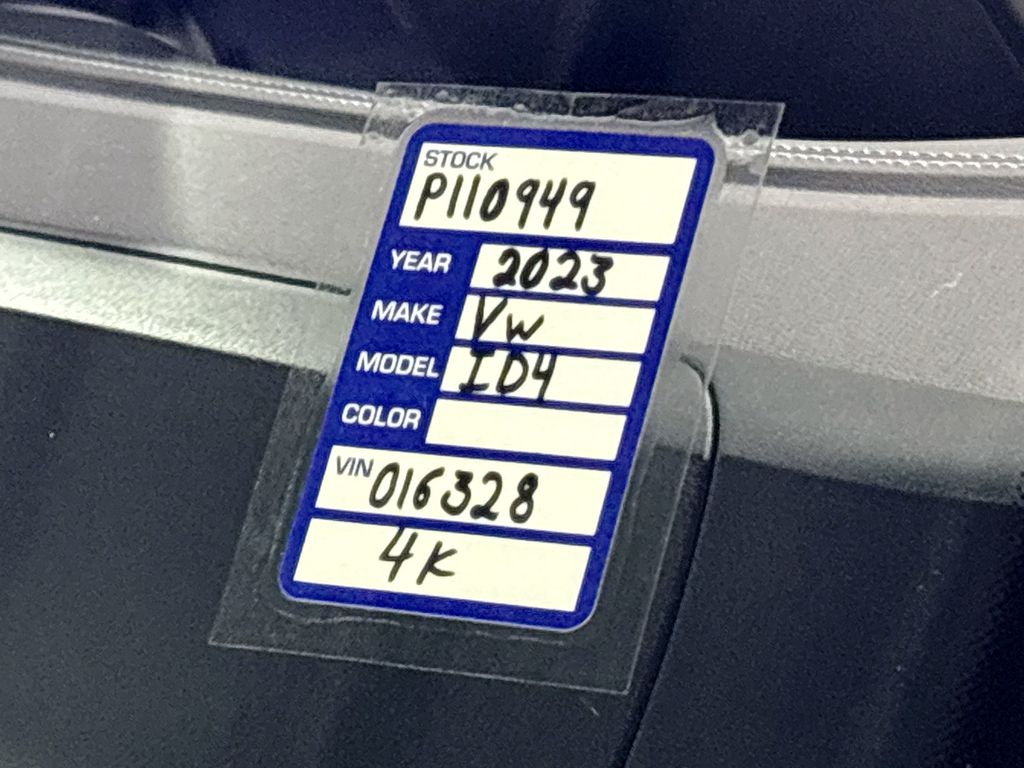 STOCK
P110949
YEAR 2023
MAKE VW
MODEL ID4
COLOR
VIN 016328
4K